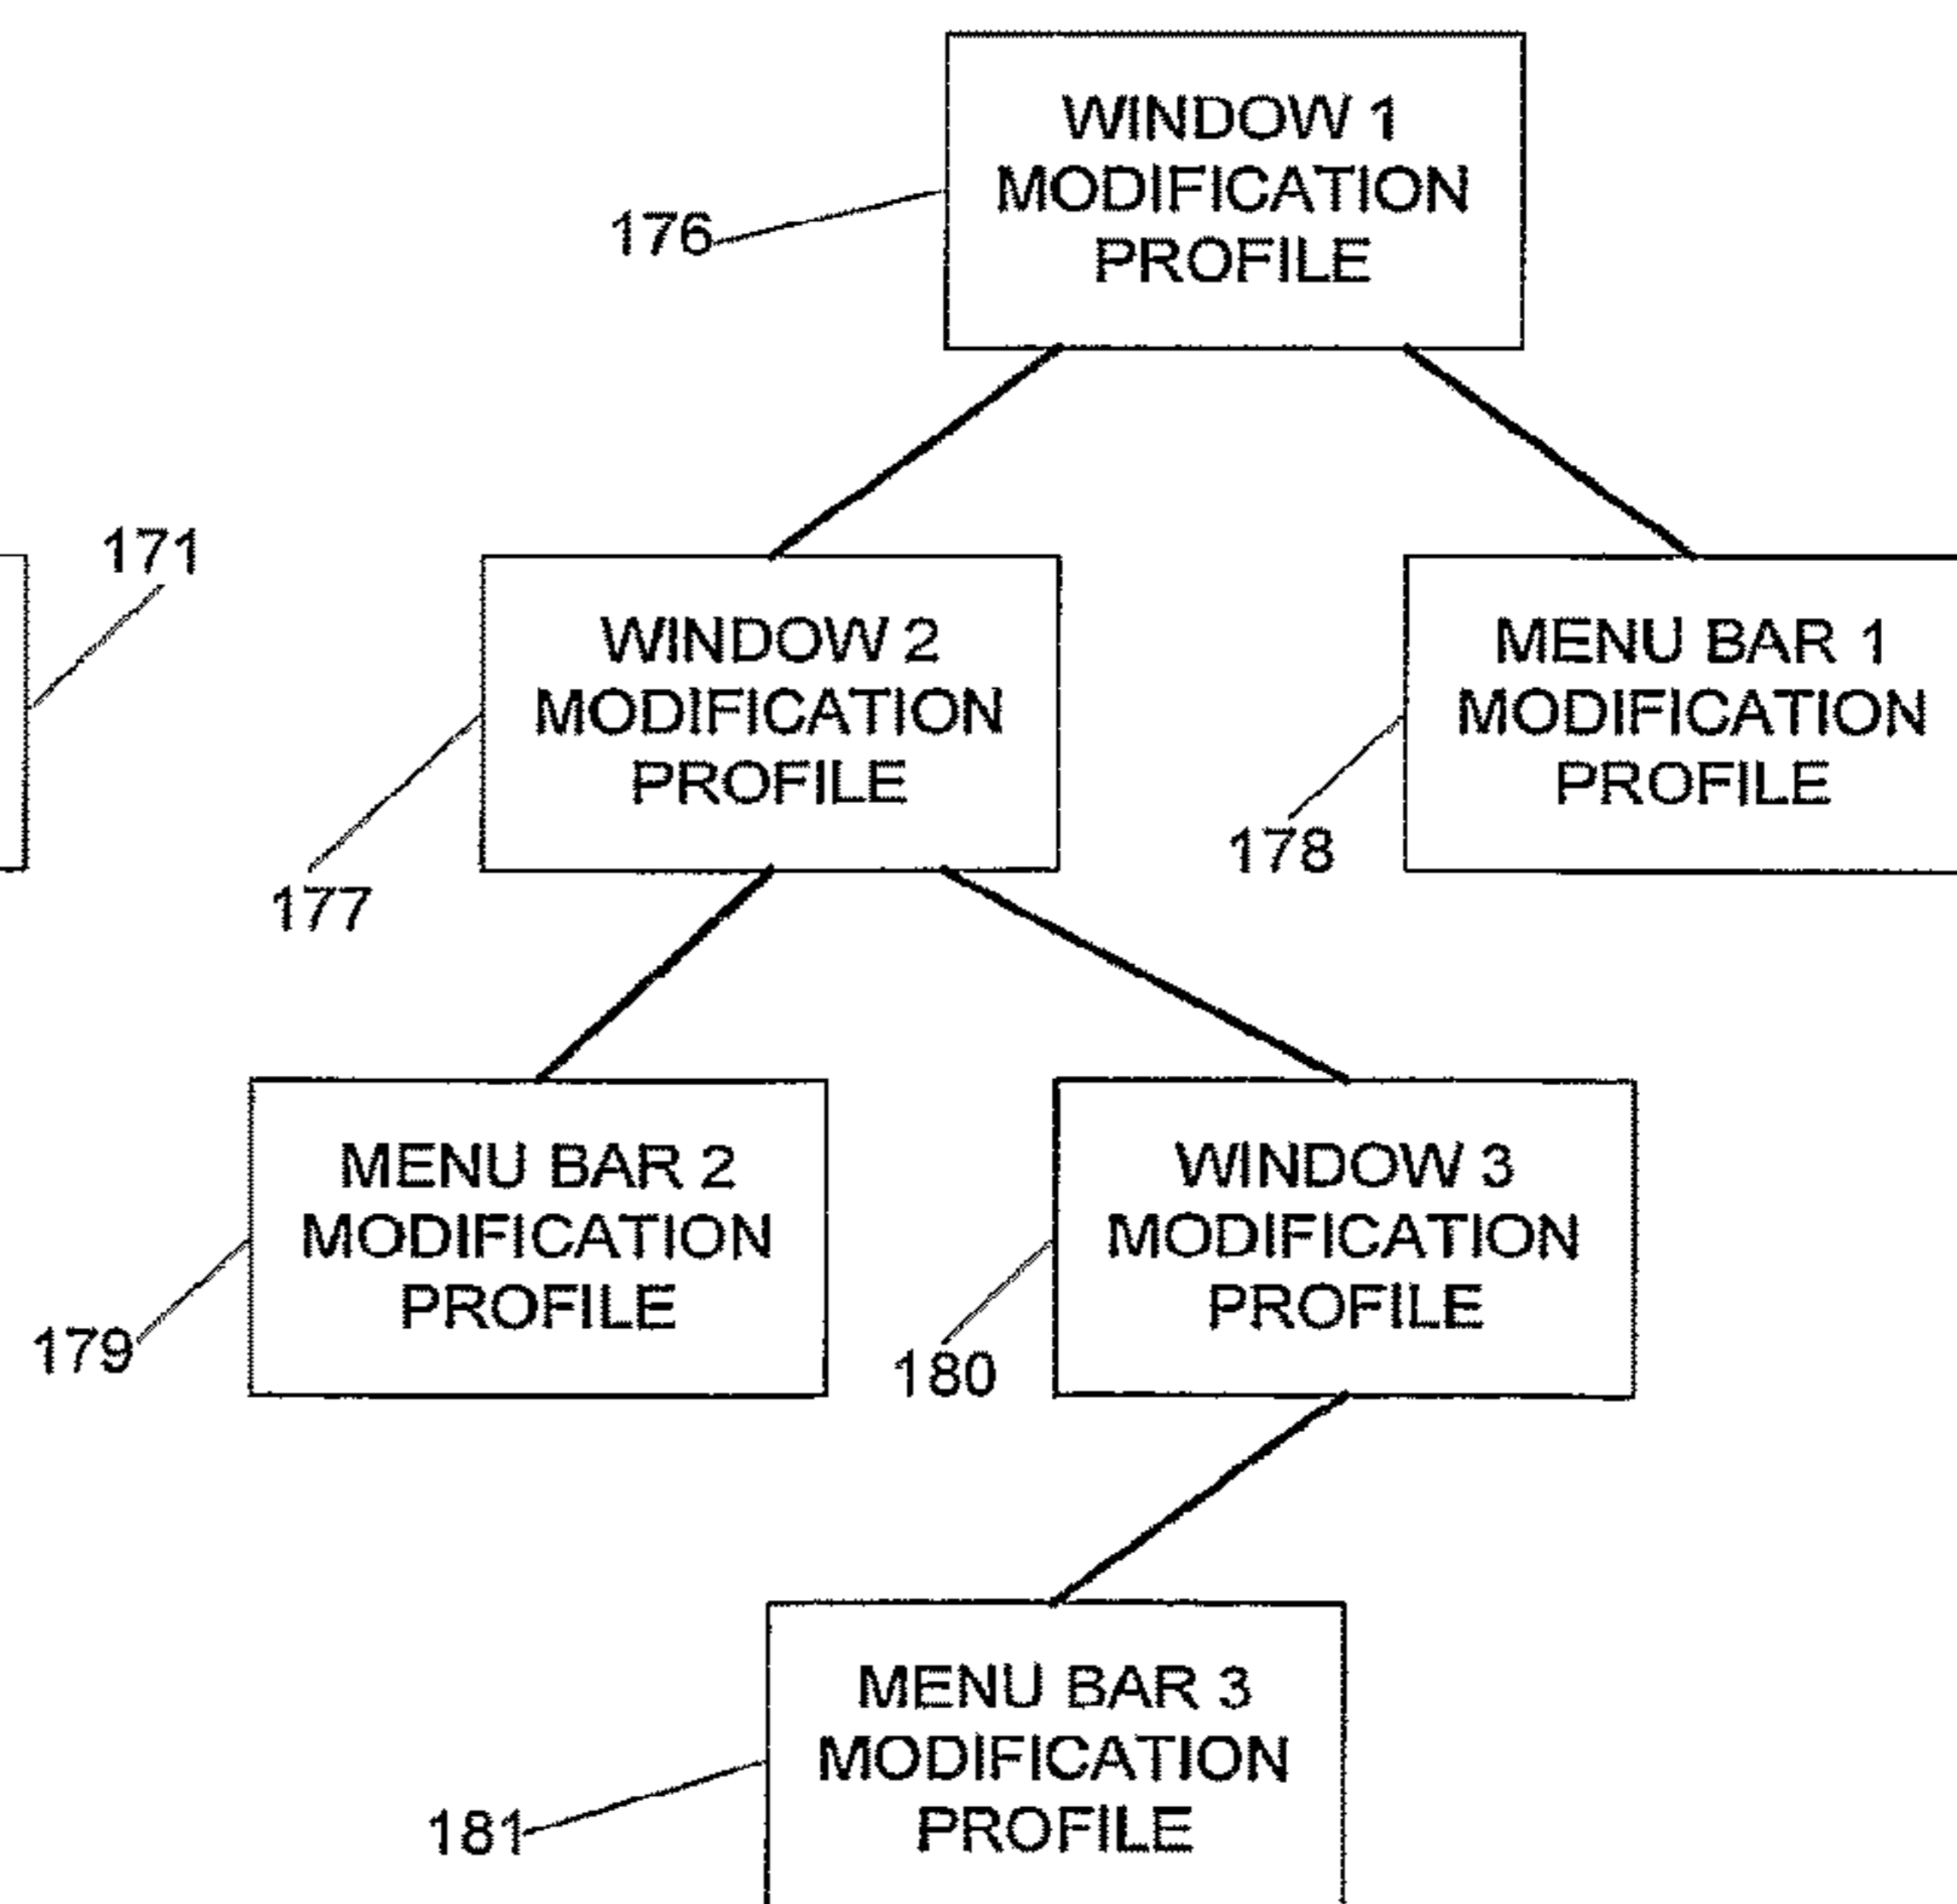 WINDOW 1
MODIFICATION
PROFILE
176
171
WINDOW 2
MODIFICATION
PROFILE
177
MENU BAR 1
MODIFICATION
PROFILE
178
MENU BAR 2
MODIFICATION
PROFILE
179
WINDOW 3
MODIFICATION
PROFILE
180
MENU BAR 3
MODIFICATION
PROFILE
181